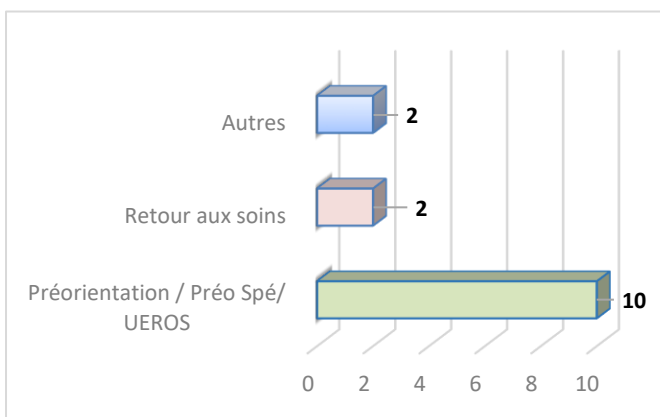 Autres
2
Retour aux soins
2
Préorientation / Préo Spé/
UEROS
10
0 2 4 6 8 10